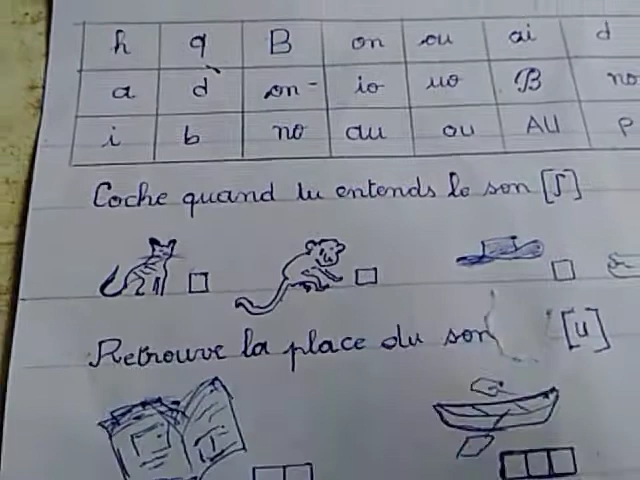 h q B on ou ai d
a d on io uo B no
i b no au ou AU p
Coche quand tu entends le son [ʃ]
Retrouve la place du son [u]